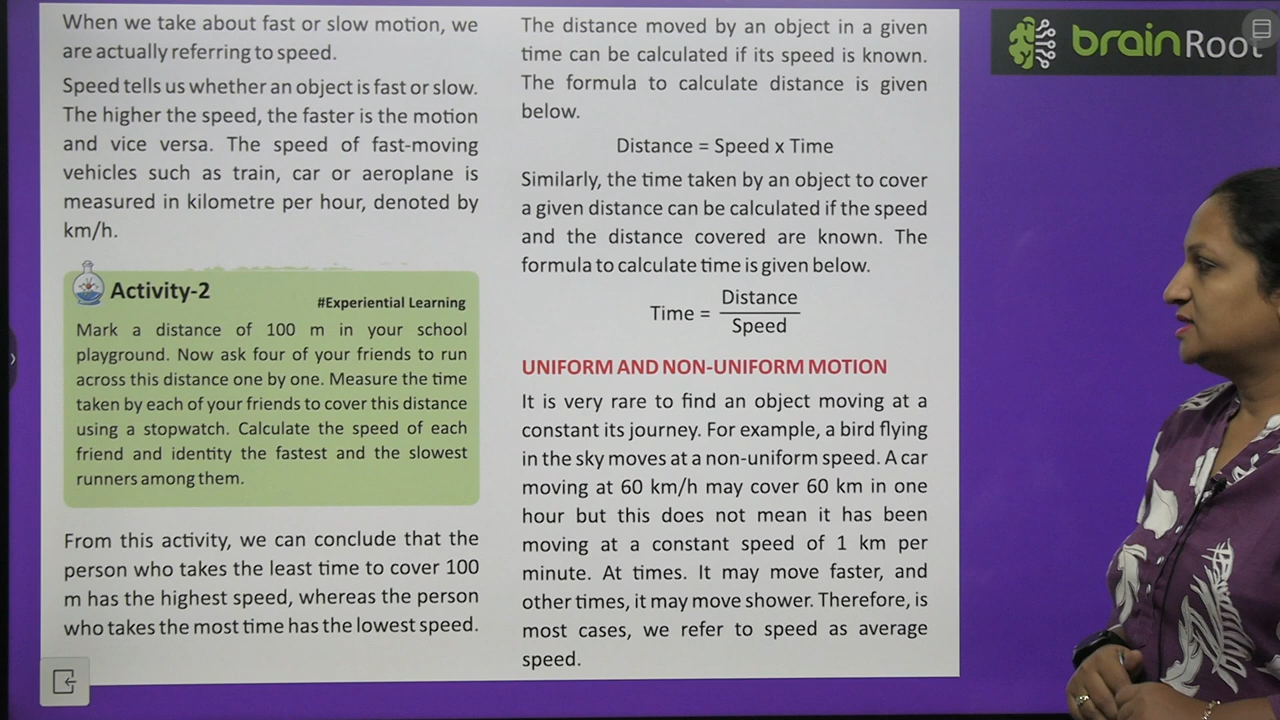 When we take about fast or slow motion, we
are actually referring to speed.
Speed tells us whether an object is fast or slow.
The higher the speed, the faster is the motion
and vice versa. The speed of fast-moving
vehicles such as train, car or aeroplane is
measured in kilometre per hour, denoted by
km/h.
Activity-2
#Experiential Learning
Mark a distance of 100 m in your school
playground. Now ask four of your friends to run
across this distance one by one. Measure the time
taken by each of your friends to cover this distance
using a stopwatch. Calculate the speed of each
friend and identity the fastest and the slowest
runners among them.
From this activity, we can conclude that the
person who takes the least time to cover 100
m has the highest speed, whereas the person
who takes the most time has the lowest speed.
The distance moved by an object in a given
time can be calculated if its speed is known.
The formula to calculate distance is given
below.
Distance = Speed x Time
Similarly, the time taken by an object to cover
a given distance can be calculated if the speed
and the distance covered are known. The
formula to calculate time is given below.
Time = Distance
Speed
UNIFORM AND NON-UNIFORM MOTION
It is very rare to find an object moving at a
constant its journey. For example, a bird flying
in the sky moves at a non-uniform speed. A car
moving at 60 km/h may cover 60 km in one
hour but this does not mean it has been
moving at a constant speed of 1 km per
minute. At times. It may move faster, and
other times, it may move shower. Therefore, is
most cases, we refer to speed as average
speed.
brainRoot